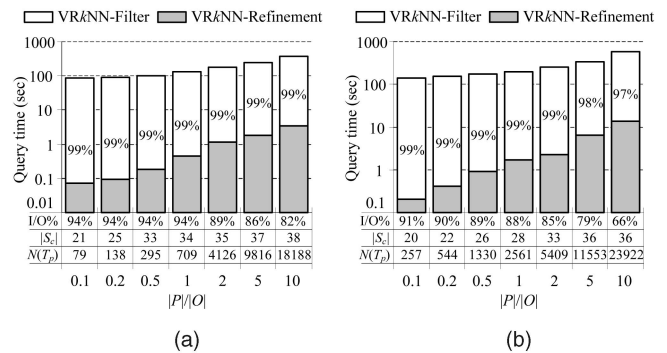 VRkNN-Filter VRkNN-Refinement
Query time (sec)
1000
100
10
1
0.1
0.01
99% 99% 99% 99% 99% 99% 99%
I/O% 94% 94% 94% 94% 89% 86% 82%
|Sc| 21 25 33 34 35 37 38
N(Tp) 79 138 295 709 4126 9816 18188
0.1 0.2 0.5 1 2 5 10
|P|/|O|
(a)
VRkNN-Filter VRkNN-Refinement
Query time (sec)
1000
100
10
1
0.1
99% 99% 99% 99% 99% 98% 97%
I/O% 91% 90% 89% 88% 85% 79% 66%
|Sc| 20 22 26 28 33 36 36
N(Tp) 257 544 1330 2561 5409 11553 23922
0.1 0.2 0.5 1 2 5 10
|P|/|O|
(b)